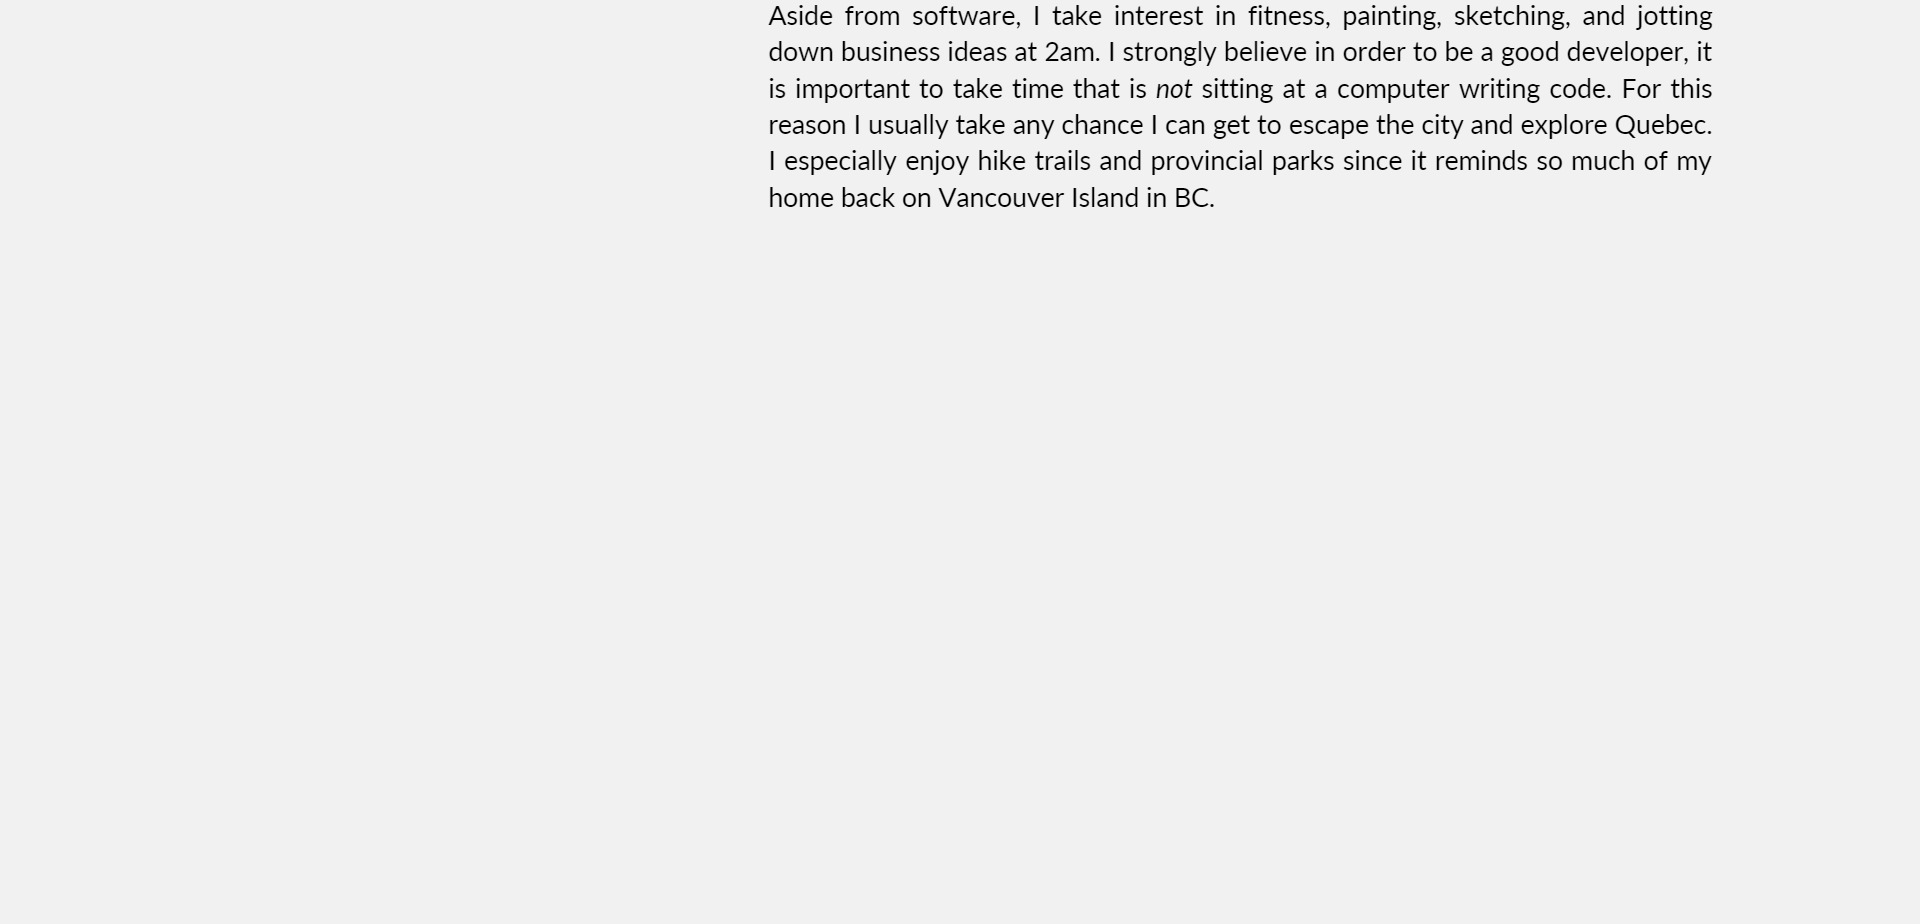 Aside from software, I take interest in fitness, painting, sketching, and jotting
down business ideas at 2am. I strongly believe in order to be a good developer, it
is important to take time that is not sitting at a computer writing code. For this
reason I usually take any chance I can get to escape the city and explore Quebec.
I especially enjoy hike trails and provincial parks since it reminds so much of my
home back on Vancouver Island in BC.